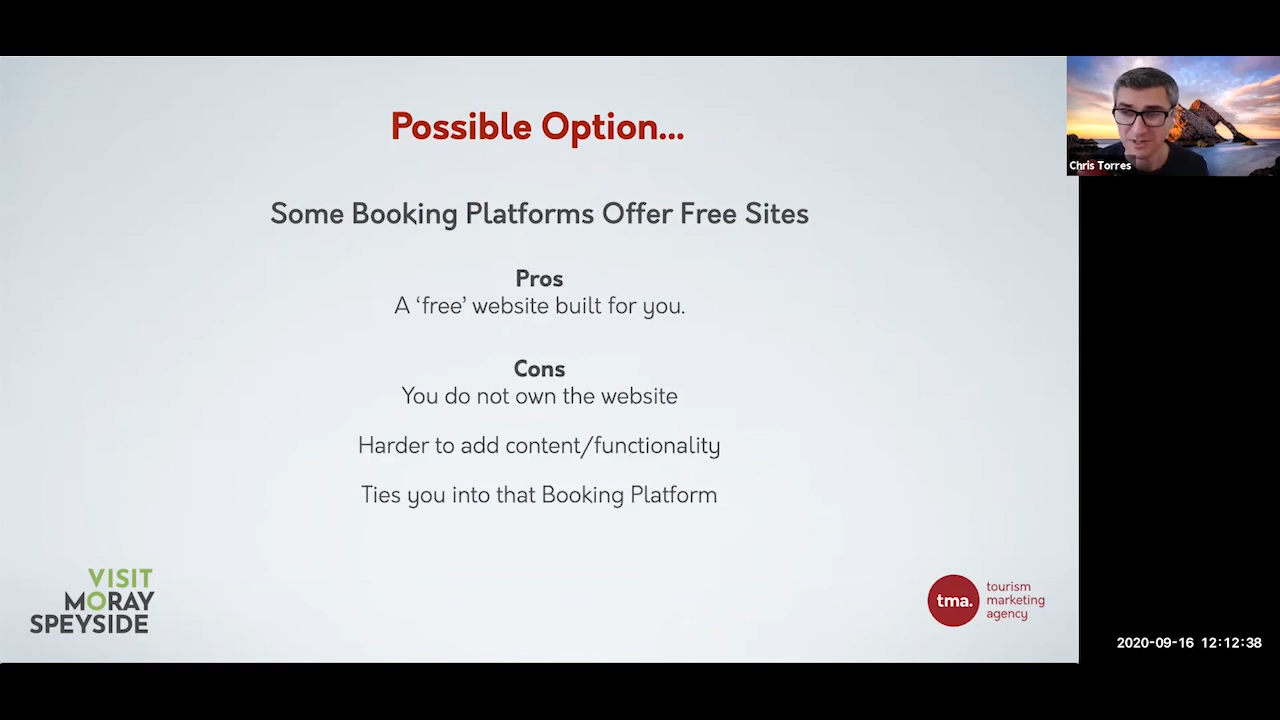 Possible Option...
Some Booking Platforms Offer Free Sites
Pros
A ‘free’ website built for you.
Cons
You do not own the website
Harder to add content/functionality
Ties you into that Booking Platform
VISIT
MORAY
SPEYSIDE
tma.
tourism
marketing
agency
Chris Torres
2020-09-16 12:12:38